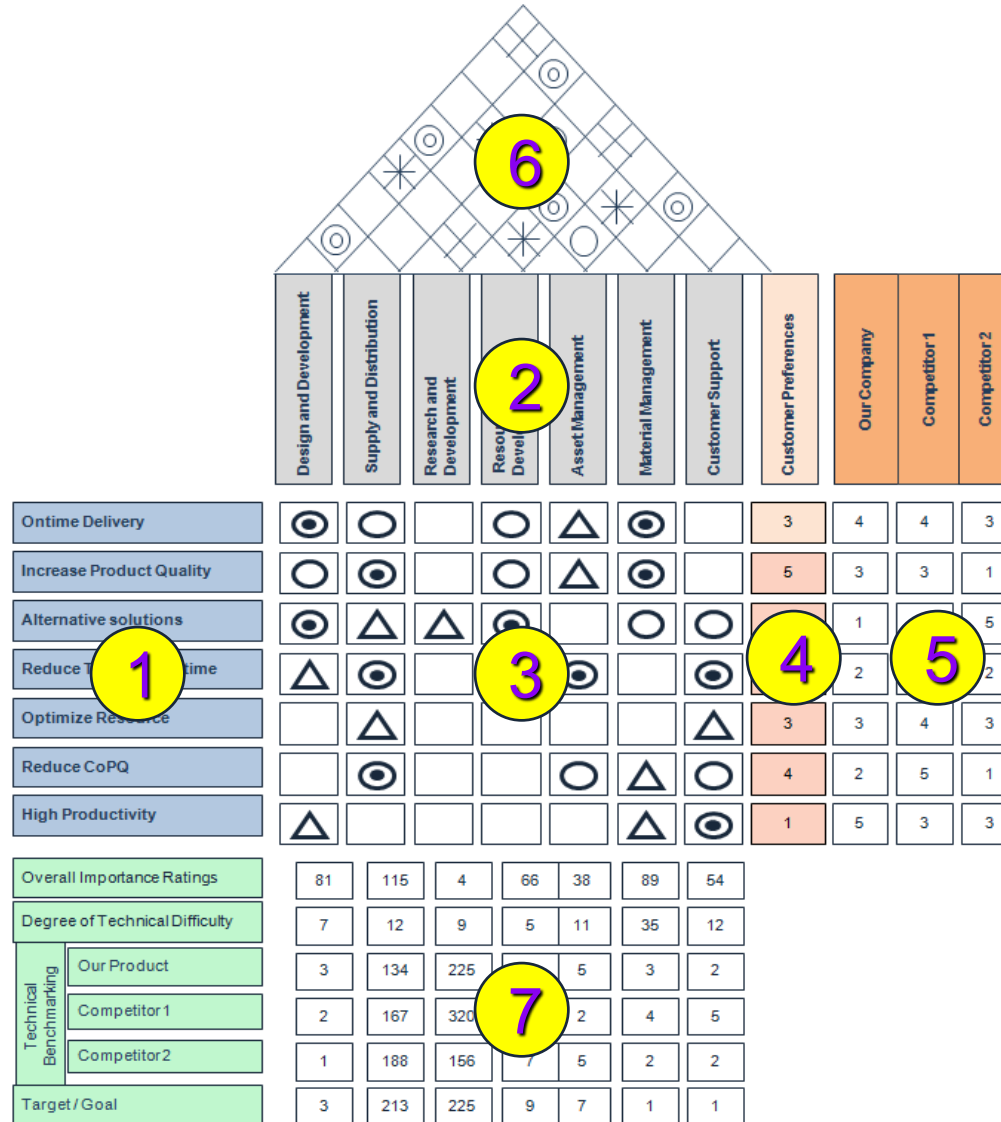 6
Design and Development
Supply and Distribution
Research and
Development
Asset Management
Material Management
Customer Support
Customer Preferences
Our Company
Competitor 1
Competitor 2
2
Ontime Delivery 3 4 4 3
Increase Product Quality 5 3 3 1
Alternative solutions 1 5
Reduce 2 2
1 3 4 5
Optimize 3 3 4 3
Reduce CoPQ 4 2 5 1
High Productivity 1 5 3 3
Overall Importance Ratings 81 115 4 66 38 89 54
Degree of Technical Difficulty 7 12 9 5 11 35 12
Technical
Benchmarking
Our Product 3 134 225 5 3 2
Competitor1 2 167 320 2 4 5
7
Competitor2 1 188 156 5 2 2
Target / Goal 3 213 225 9 7 1 1